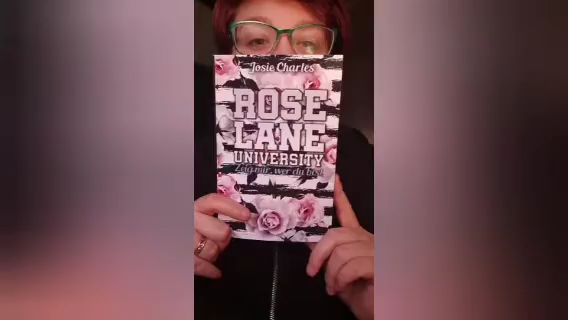 Josie Charles
ROSE
LANE
UNIVERSITY
Zeig mir, wer du bist